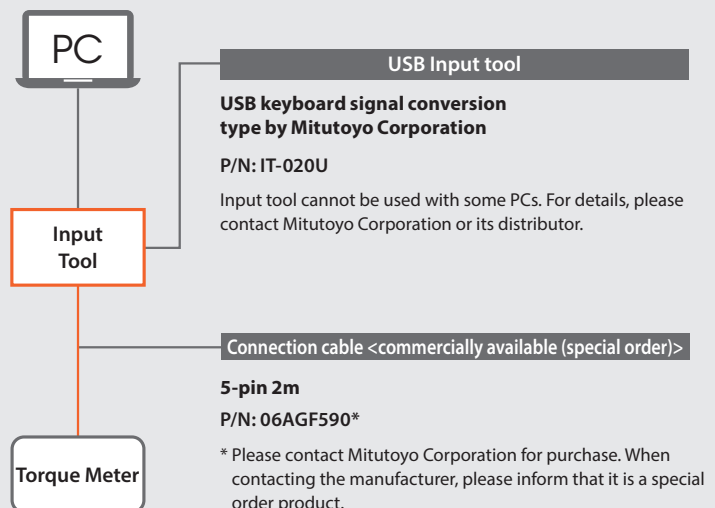 PC
USB Input tool
USB keyboard signal conversion
type by Mitutoyo Corporation
P/N: IT-020U
Input tool cannot be used with some PCs. For details, please
contact Mitutoyo Corporation or its distributor.
Input
Tool
Connection cable <commercially available (special order)>
5-pin 2m
P/N: 06AGF590*
* Please contact Mitutoyo Corporation for purchase. When
contacting the manufacturer, please inform that it is a special
order product.
Torque Meter